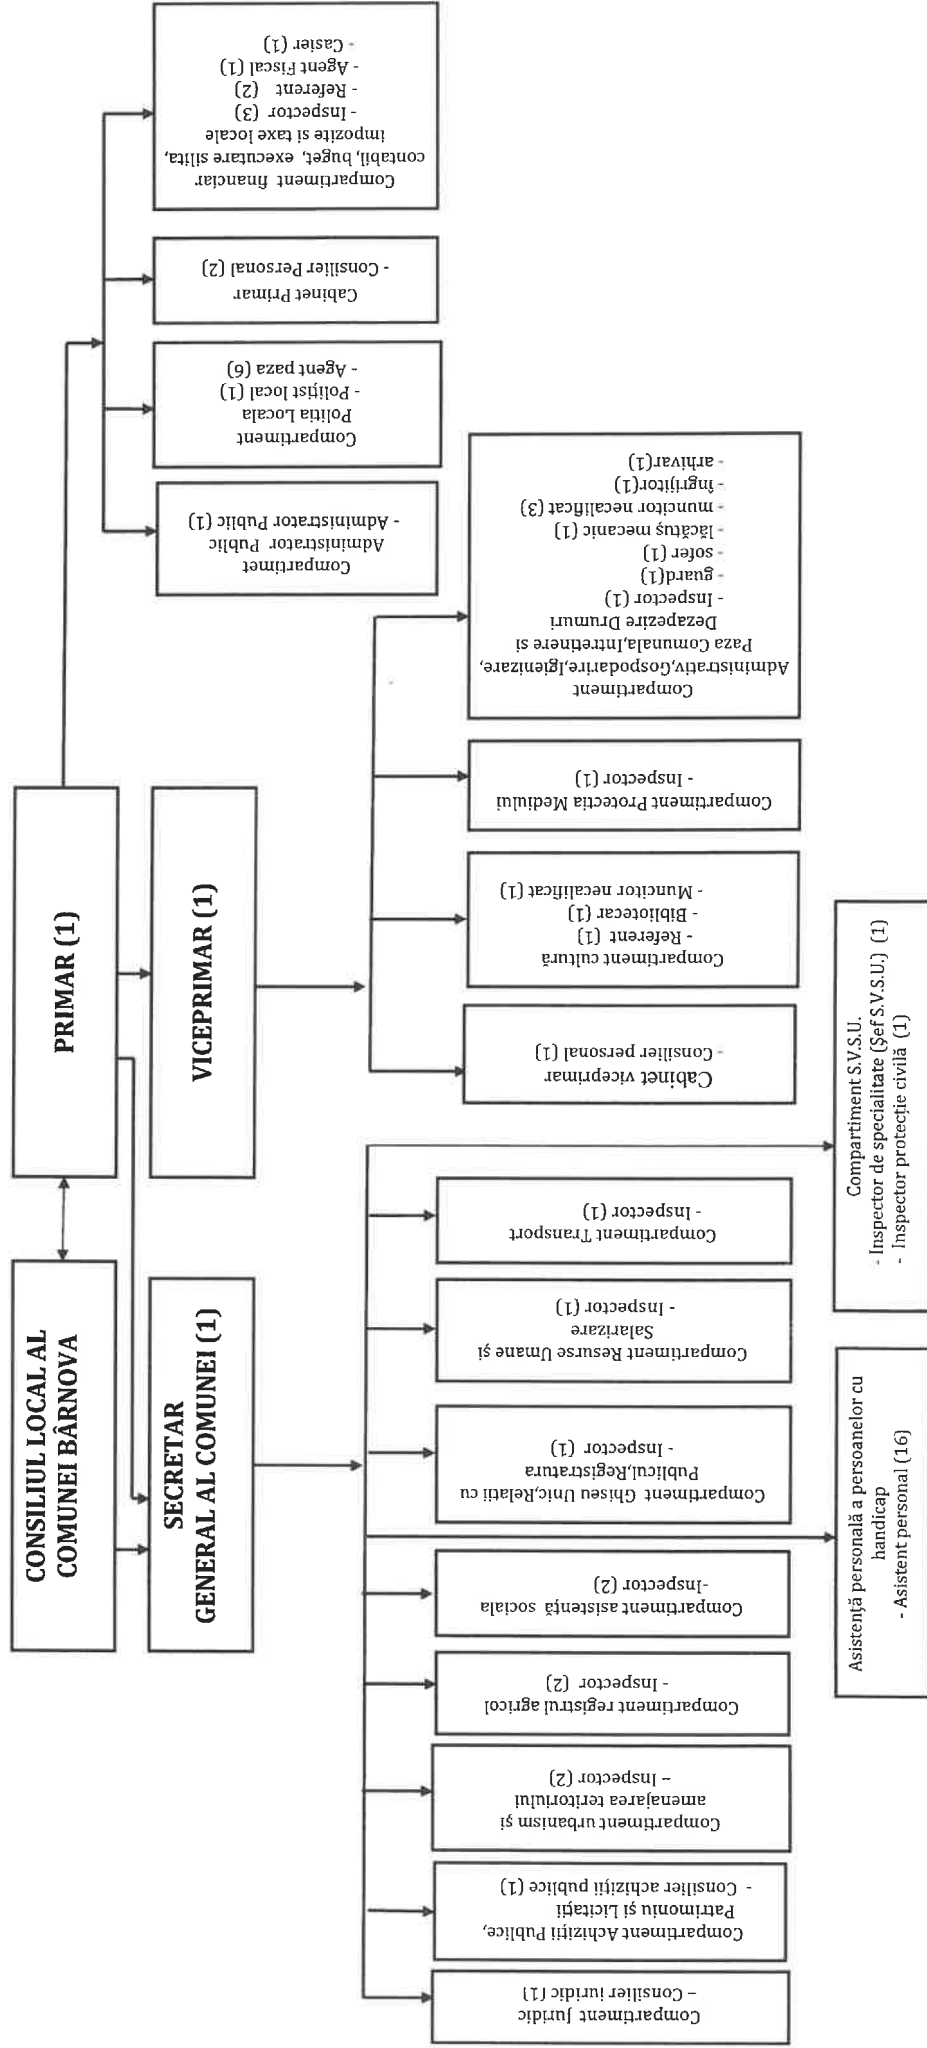 CONSILIUL LOCAL AL
COMUNEI BÂRNOVA
PRIMAR (1)
SECRETAR
GENERAL AL COMUNEI (1)
VICEPRIMAR (1)
Compartimet
Administrator Public
- Administrator Public (1)
Compartiment
Politia Locala
- Polițist local (1)
- Agent paza (6)
Cabinet Primar
- Consilier Personal (2)
Compartiment financiar
contabil, buget, executare silita,
impozite si taxe locale
- Inspector (3)
- Referent (2)
- Agent Fiscal (1)
- Casier (1)
Cabinet viceprimar
- Consilier personal (1)
Compartiment cultură
- Referent (1)
- Bibliotecar (1)
- Muncitor necalificat (1)
Compartiment Protectia Mediului
- Inspector (1)
Compartiment
Administrativ,Gospodarire,Igienizare,
Paza Comunala,Intretinere si
Dezapezire Drumuri
- Inspector (1)
- guard(1)
- sofer (1)
- lăcătuș mecanic (1)
- muncitor necalificat (3)
- îngrijitor(1)
- arhivar(1)
Compartiment Juridic
– Consilier juridic (1)
Compartiment Achiziții Publice,
Patrimoniu și Licitații
- Consilier achiziții publice (1)
Compartiment urbanism și
amenajarea teritoriului
– Inspector (2)
Compartiment registrul agricol
- Inspector (2)
Compartiment asistență sociala
-Inspector (2)
Compartiment Ghiseu Unic,Relatii cu
Publicul,Registratura
- Inspector (1)
Compartiment Resurse Umane și
Salarizare
- Inspector (1)
Compartiment Transport
- Inspector (1)
Asistență personală a persoanelor cu
handicap
- Asistent personal (16)
Compartiment S.V.S.U.
- Inspector de specialitate (Șef S.V.S.U.) (1)
- Inspector protecție civilă (1)